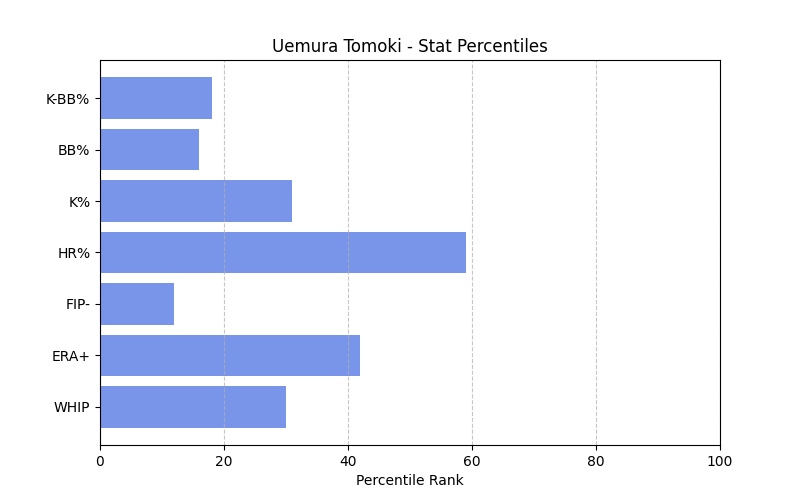 Uemura Tomoki - Stat Percentiles
K-BB%
BB%
K%
HR%
FIP-
ERA+
WHIP
0 20 40 60 80 100
Percentile Rank